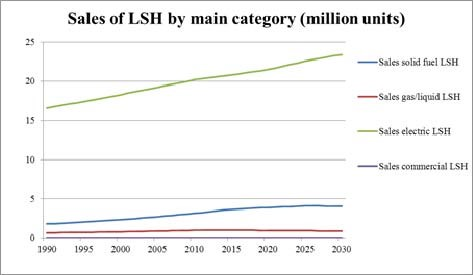 Sales of LSH by main category (million units)
25
20
15
10
5
0
1990 1995 2000 2005 2010 2015 2020 2025 2030
Sales solid fuel LSH
Sales gas/liquid LSH
Sales electric LSH
Sales commercial LSH